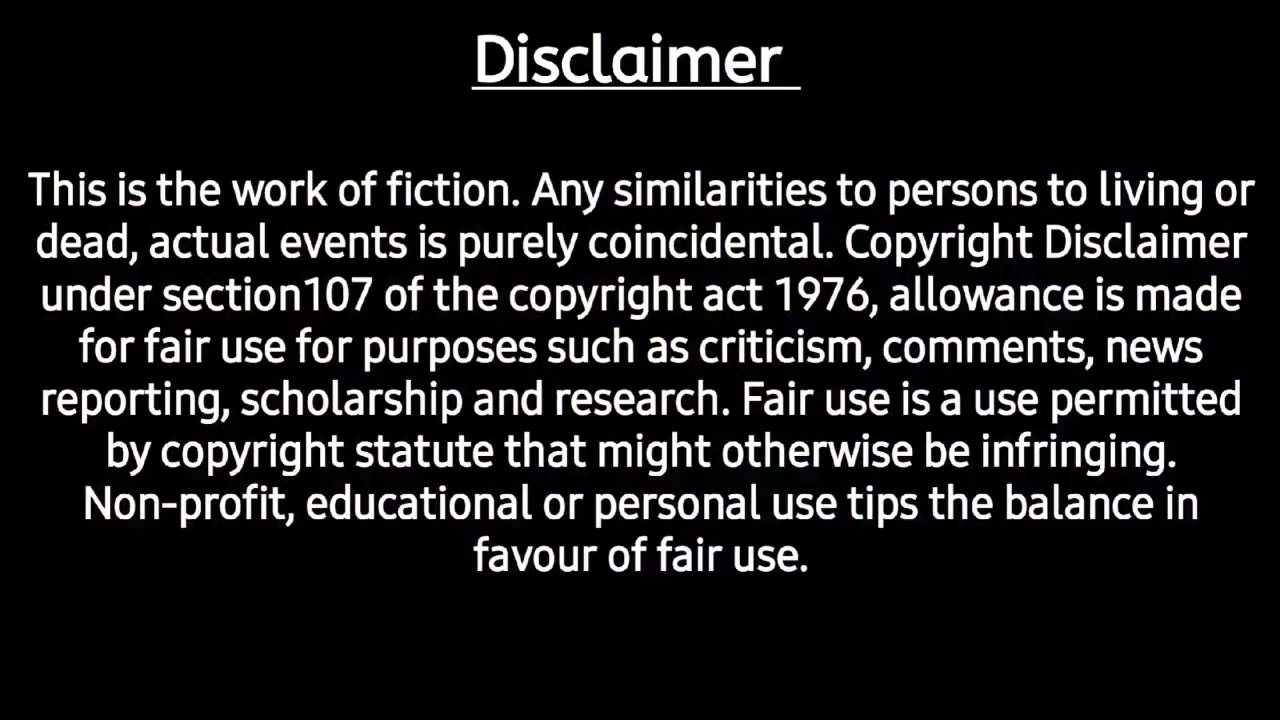 Disclaimer
This is the work of fiction. Any similarities to persons to living or
dead, actual events is purely coincidental. Copyright Disclaimer
under section107 of the copyright act 1976, allowance is made
for fair use for purposes such as criticism, comments, news
reporting, scholarship and research. Fair use is a use permitted
by copyright statute that might otherwise be infringing.
Non-profit, educational or personal use tips the balance in
favour of fair use.